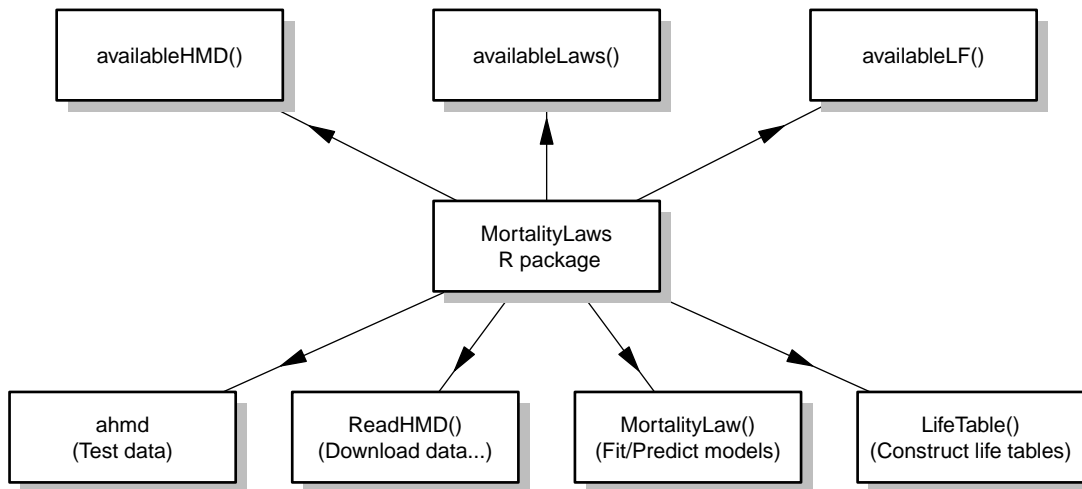 availableHMD()
availableLaws()
availableLF()
MortalityLaws
R package
ahmd
(Test data)
ReadHMD()
(Download data...)
MortalityLaw()
(Fit/Predict models)
LifeTable()
(Construct life tables)